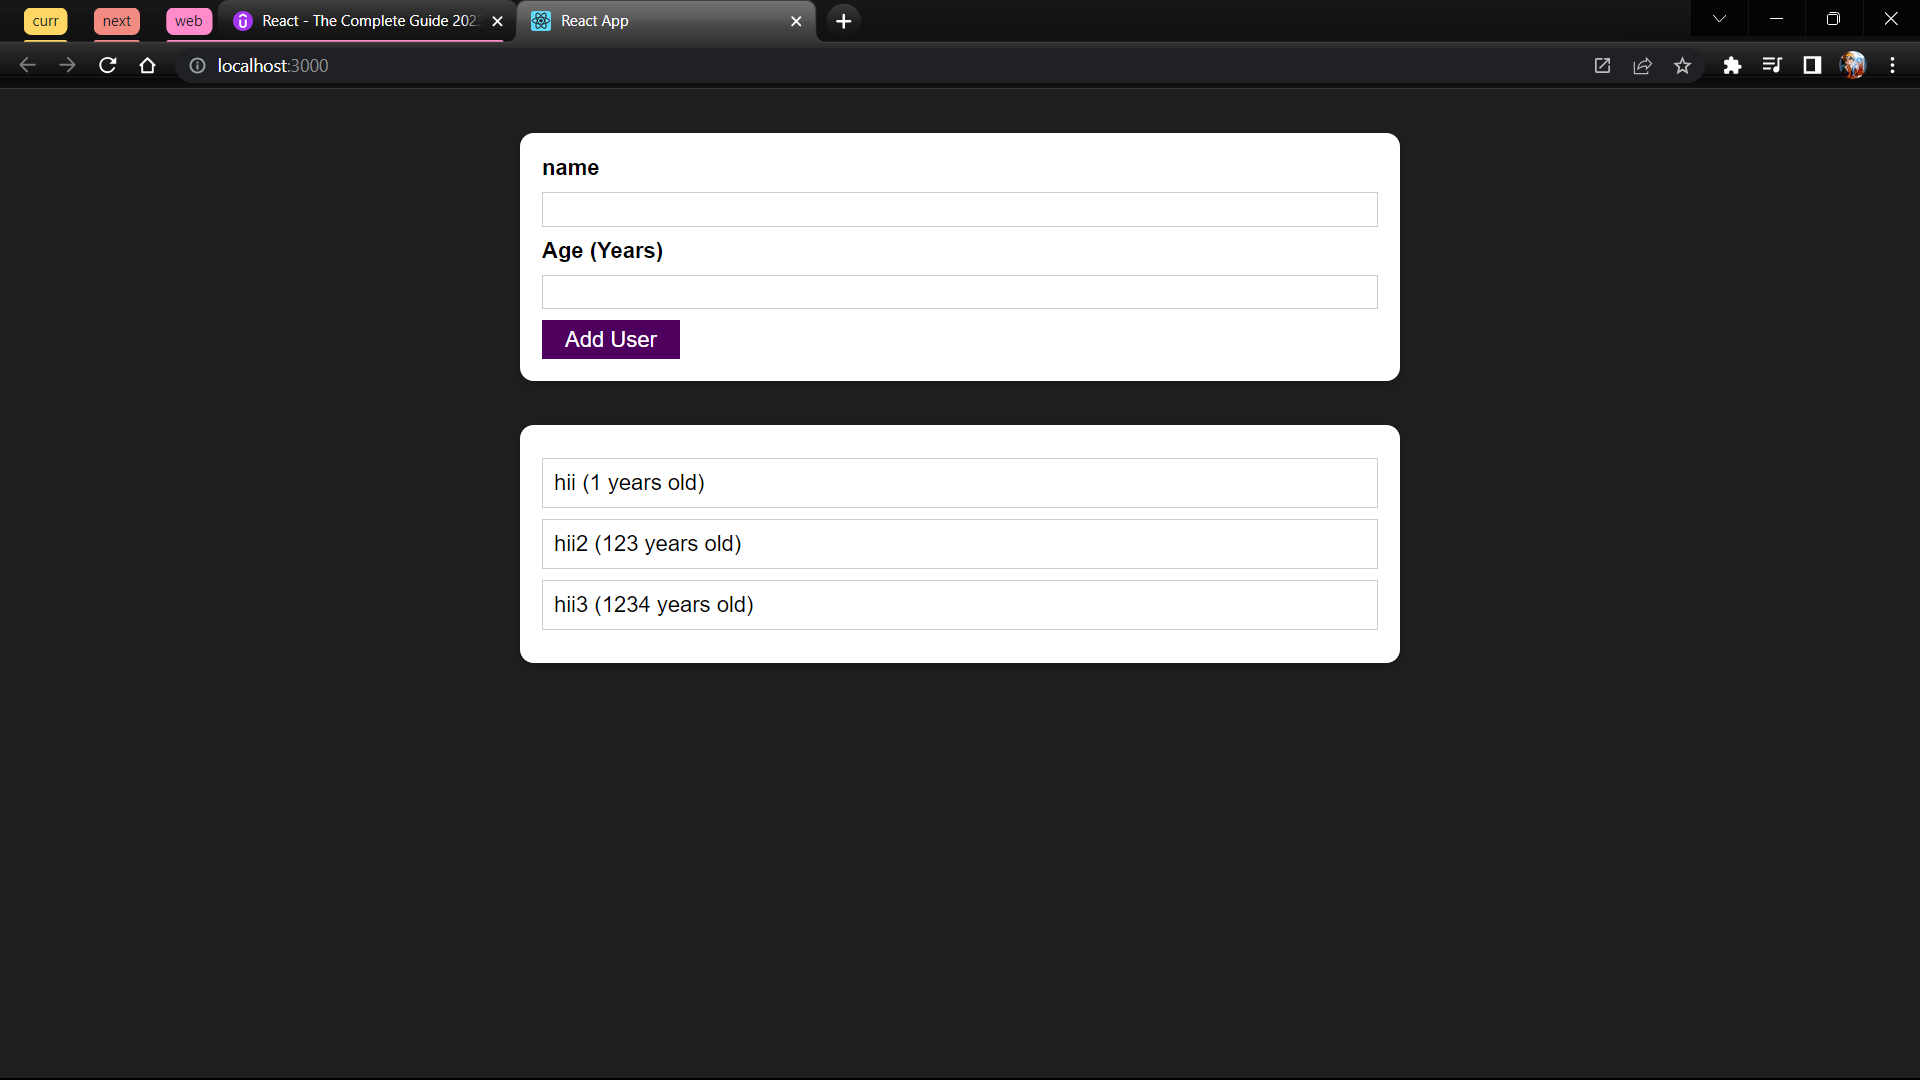 curr next web React - The Complete Guide 202 React App
localhost:3000
name
Age (Years)
Add User
hii (1 years old)
hii2 (123 years old)
hii3 (1234 years old)